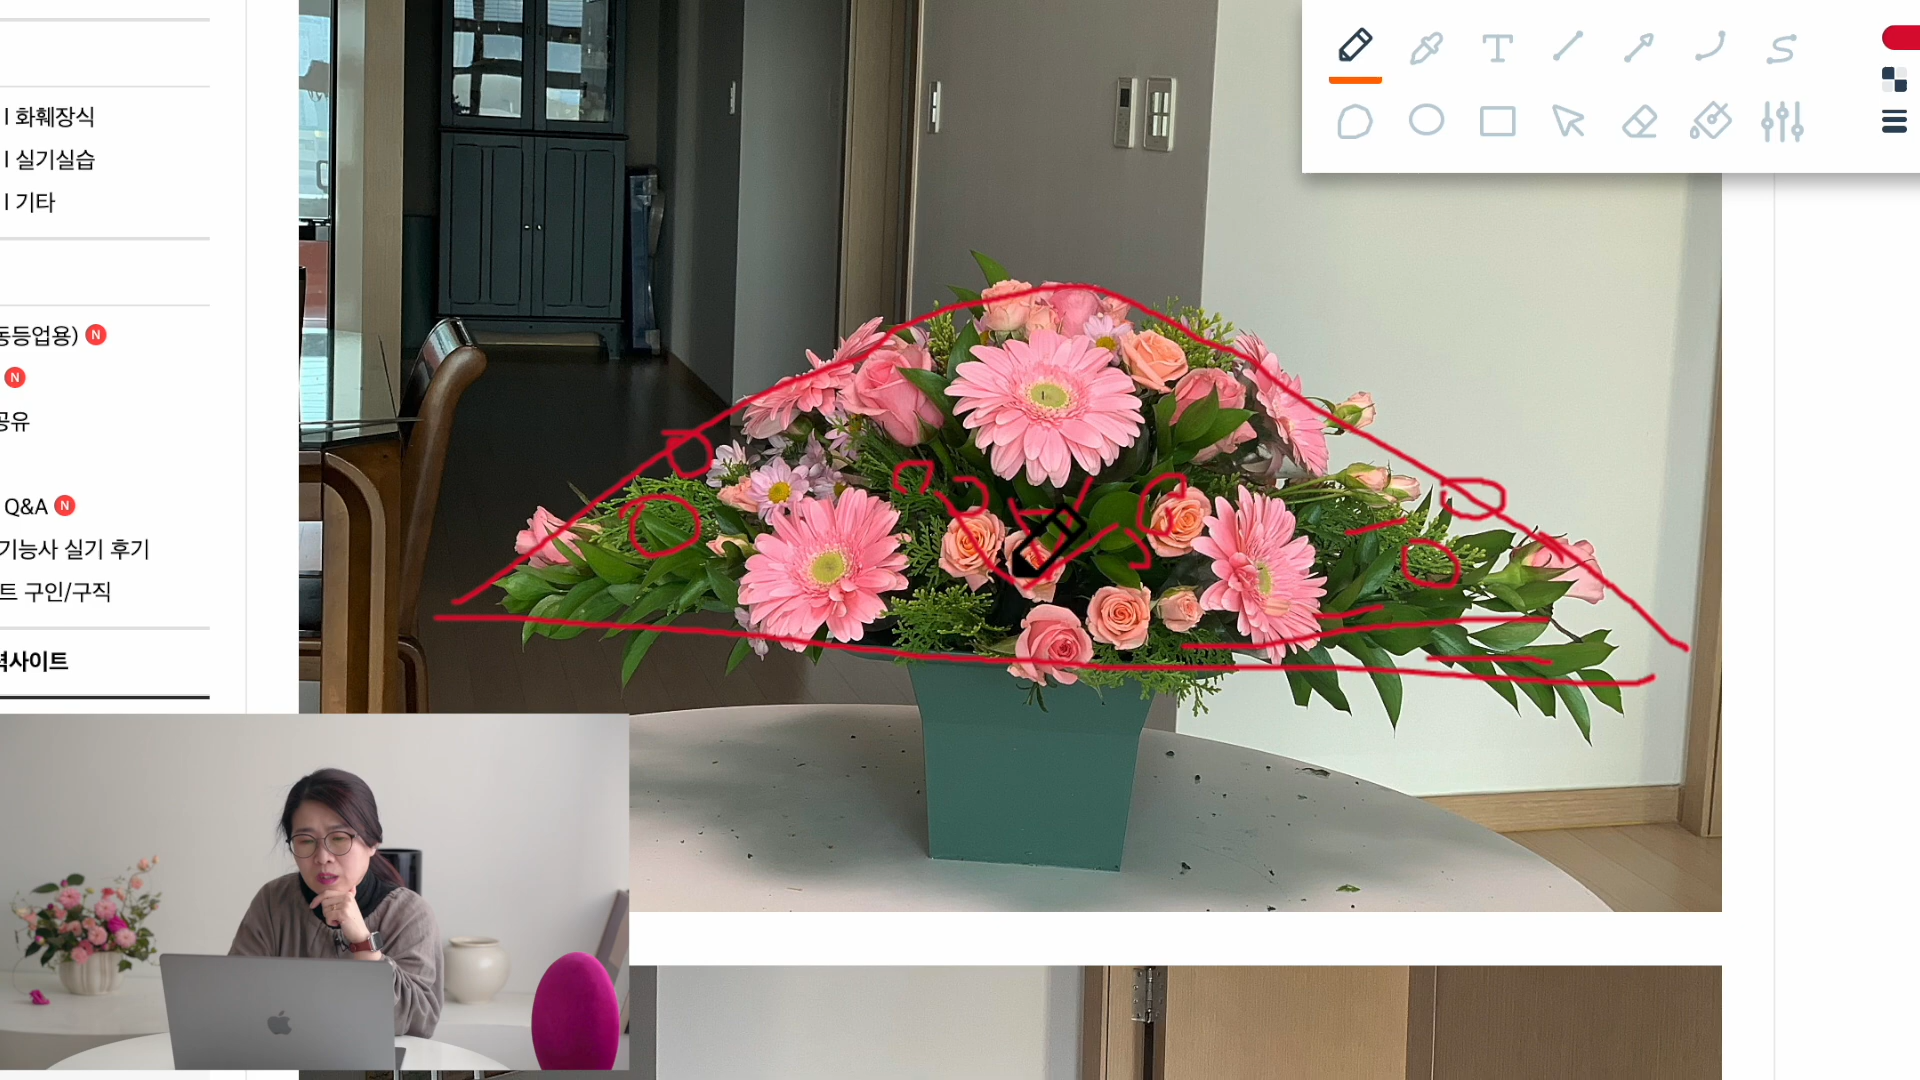 l 화훼장식
l 실기실습
l 기타
동등업용) N
N
공유
Q&A N
기능사 실기 후기
트 구인/구직
력사이트
T